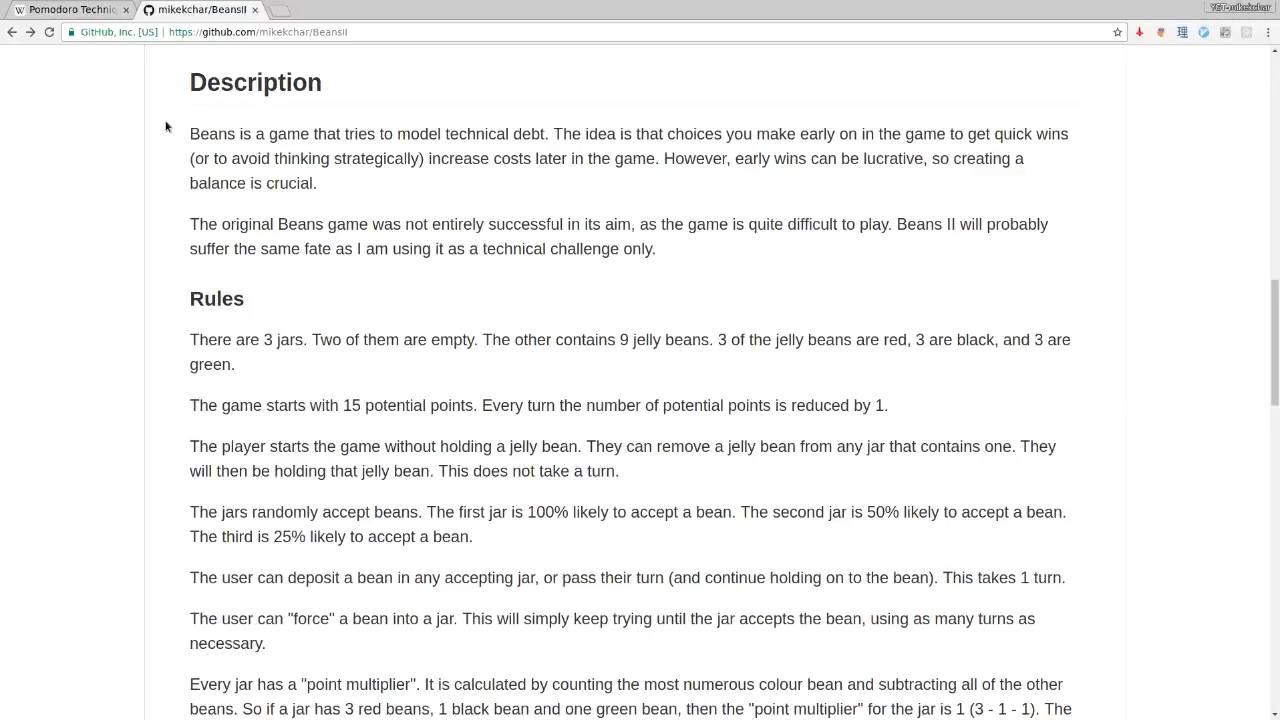 Pomodoro Techniq
mikekchar/BeansII
YGT-mikekchar
GitHub, Inc. [US] | https://github.com/mikekchar/BeansII
Description
Beans is a game that tries to model technical debt. The idea is that choices you make early on in the game to get quick wins
(or to avoid thinking strategically) increase costs later in the game. However, early wins can be lucrative, so creating a
balance is crucial.
The original Beans game was not entirely successful in its aim, as the game is quite difficult to play. Beans II will probably
suffer the same fate as I am using it as a technical challenge only.
Rules
There are 3 jars. Two of them are empty. The other contains 9 jelly beans. 3 of the jelly beans are red, 3 are black, and 3 are
green.
The game starts with 15 potential points. Every turn the number of potential points is reduced by 1.
The player starts the game without holding a jelly bean. They can remove a jelly bean from any jar that contains one. They
will then be holding that jelly bean. This does not take a turn.
The jars randomly accept beans. The first jar is 100% likely to accept a bean. The second jar is 50% likely to accept a bean.
The third is 25% likely to accept a bean.
The user can deposit a bean in any accepting jar, or pass their turn (and continue holding on to the bean). This takes 1 turn.
The user can "force" a bean into a jar. This will simply keep trying until the jar accepts the bean, using as many turns as
necessary.
Every jar has a "point multiplier". It is calculated by counting the most numerous colour bean and subtracting all of the other
beans. So if a jar has 3 red beans, 1 black bean and one green bean, then the "point multiplier" for the jar is 1 (3 - 1 - 1). The